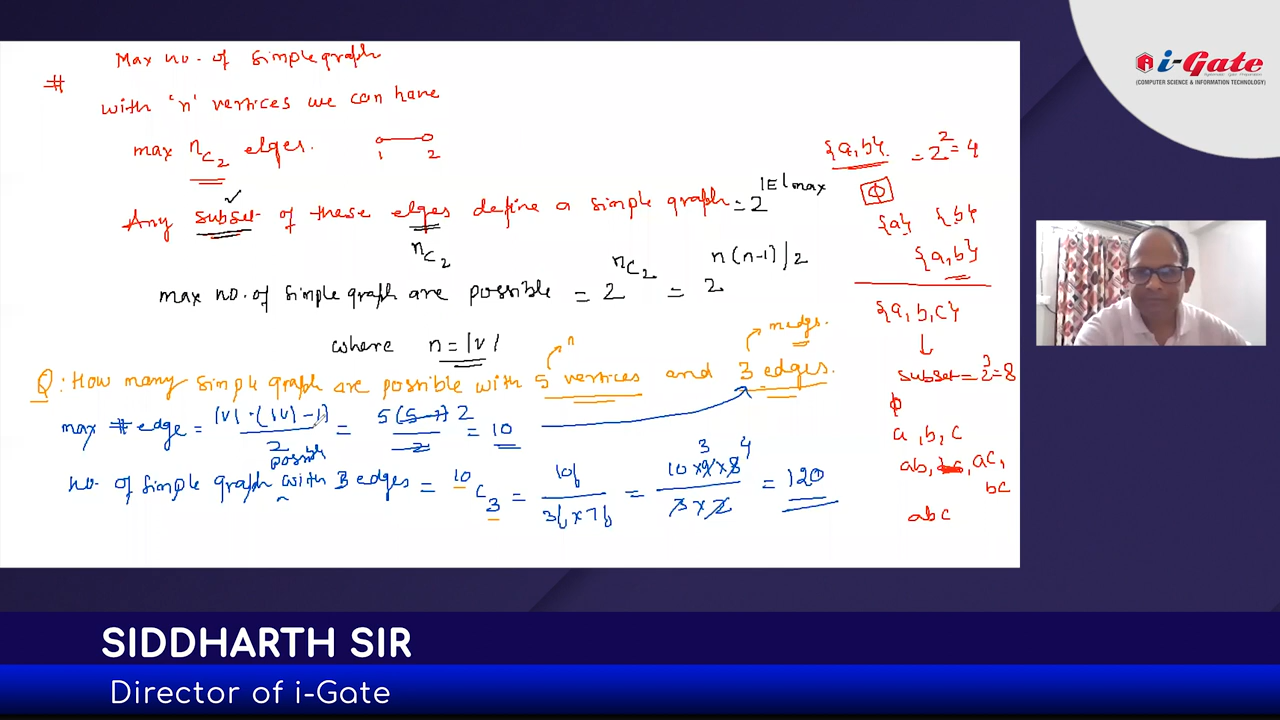 i-Gate
(COMPUTER SCIENCE & INFORMATION TECHNOLOGY)
# Max no. of simple graph
with 'n' vertices we can have
max nC2 edges.
1 2
Any subset of these edges define a simple graph = 2^|E|max
nC2
max no. of simple graph are possible = 2^nC2 = 2^n(n-1)/2
where n = |V|
{a,b}. = 2^2 = 4
Φ
{a} {b}
{a,b}
{a,b,c}
↓
subset = 2^3 = 8
ϕ
a, b, c
ab, ac,
bc
abc
n
m edges.
Q: How many simple graph are possible with 5 vertices and 3 edges.
max # edge = |V|·(|V|-1)/2 = 5(5-1)/2 2 = 10
possible
no. of simple graph with 3 edges = 10C3 = 10!/3!×7! = 10×9×8/3×2 3 4 = 120
SIDDHARTH SIR
Director of i-Gate